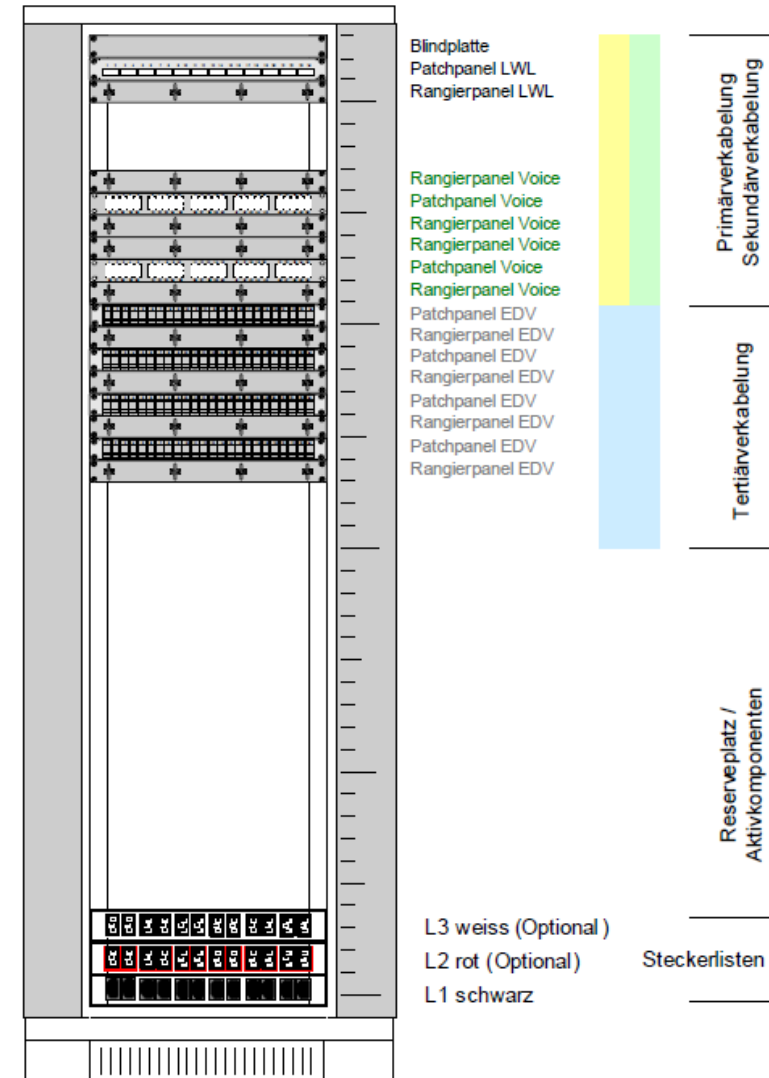 Blindplatte
Patchpanel LWL
Rangierpanel LWL
Rangierpanel Voice
Patchpanel Voice
Rangierpanel Voice
Rangierpanel Voice
Patchpanel Voice
Rangierpanel Voice
Patchpanel EDV
Rangierpanel EDV
Patchpanel EDV
Rangierpanel EDV
Patchpanel EDV
Rangierpanel EDV
Patchpanel EDV
Rangierpanel EDV
Primärverkabelung
Sekundärverkabelung
Tertiärverkabelung
Reserveplatz /
Aktivkomponenten
L3 weiss (Optional)
L2 rot (Optional)
L1 schwarz
Steckerlisten